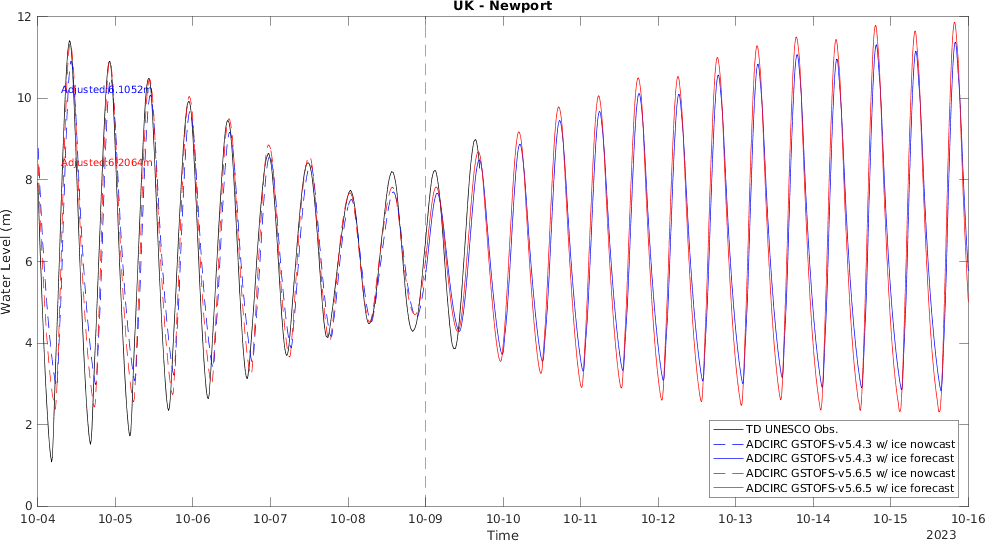 UK - Newport
12
10
8
6
4
2
0
Water Level (m)
Adjusted:6.1052m
Adjusted:6.2064m
TD UNESCO Obs.
ADCIRC GSTOFS-v5.4.3 w/ ice nowcast
ADCIRC GSTOFS-v5.4.3 w/ ice forecast
ADCIRC GSTOFS-v5.6.5 w/ ice nowcast
ADCIRC GSTOFS-v5.6.5 w/ ice forecast
10-04 10-05 10-06 10-07 10-08 10-09 10-10 10-11 10-12 10-13 10-14 10-15 10-16
Time
2023